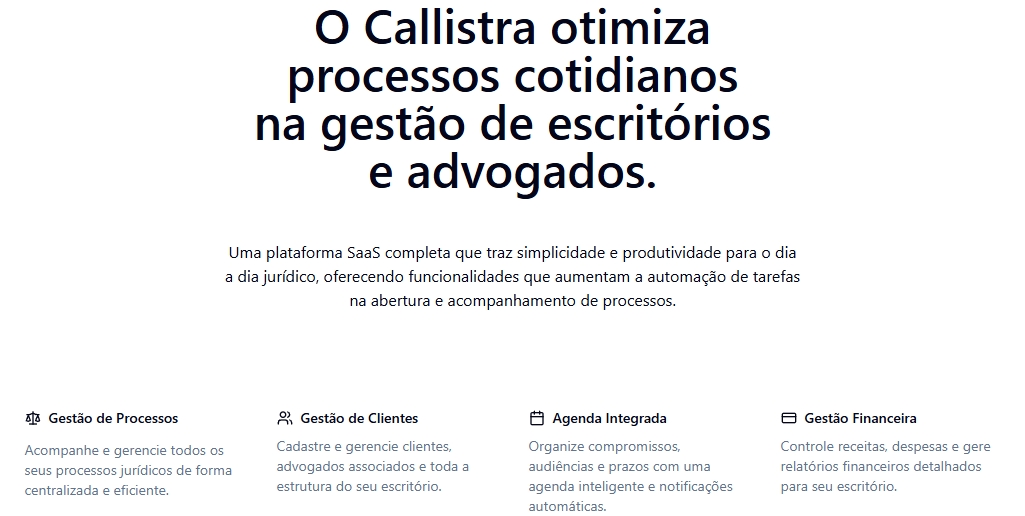 O Callistra otimiza
processos cotidianos
na gestão de escritórios
e advogados.
Uma plataforma SaaS completa que traz simplicidade e produtividade para o dia
a dia jurídico, oferecendo funcionalidades que aumentam a automação de tarefas
na abertura e acompanhamento de processos.
Gestão de Processos
Acompanhe e gerencie todos os
seus processos jurídicos de forma
centralizada e eficiente.
Gestão de Clientes
Cadastre e gerencie clientes,
advogados associados e toda a
estrutura do seu escritório.
Agenda Integrada
Organize compromissos,
audiências e prazos com uma
agenda inteligente e notificações
automáticas.
Gestão Financeira
Controle receitas, despesas e gere
relatórios financeiros detalhados
para seu escritório.